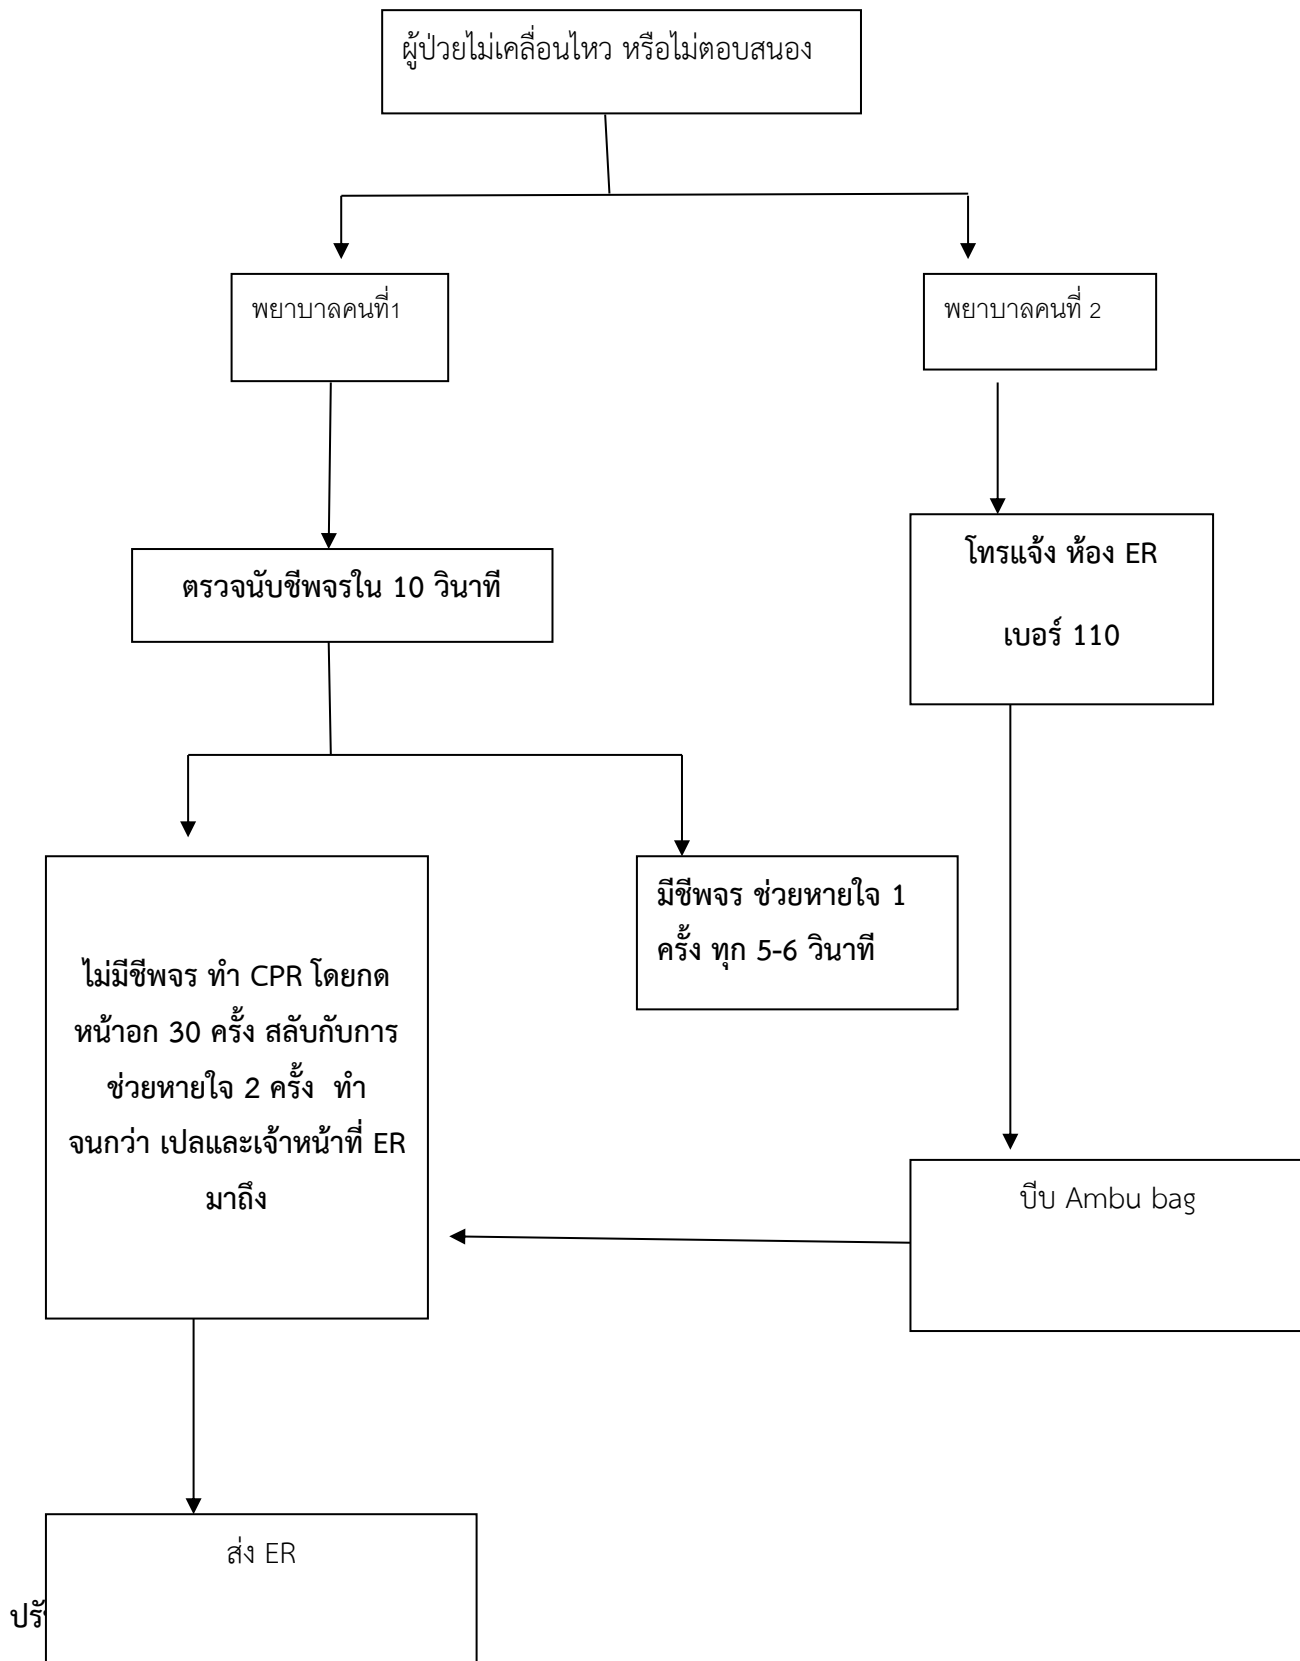 ผู้ป่วยไม่เคลื่อนไหว หรือไม่ตอบสนอง
พยาบาลคนที่1
พยาบาลคนที่ 2
ตรวจนับชีพจรใน 10 วินาที
โทรแจ้ง ห้อง ER
เบอร์ 110
ไม่มีชีพจร ทำ CPR โดยกด
หน้าอก 30 ครั้ง สลับกับการ
ช่วยหายใจ 2 ครั้ง  ทำ
จนกว่า เปลและเจ้าหน้าที่ ER
มาถึง
มีชีพจร ช่วยหายใจ 1
ครั้ง ทุก 5-6 วินาที
บีบ Ambu bag
ส่ง ER